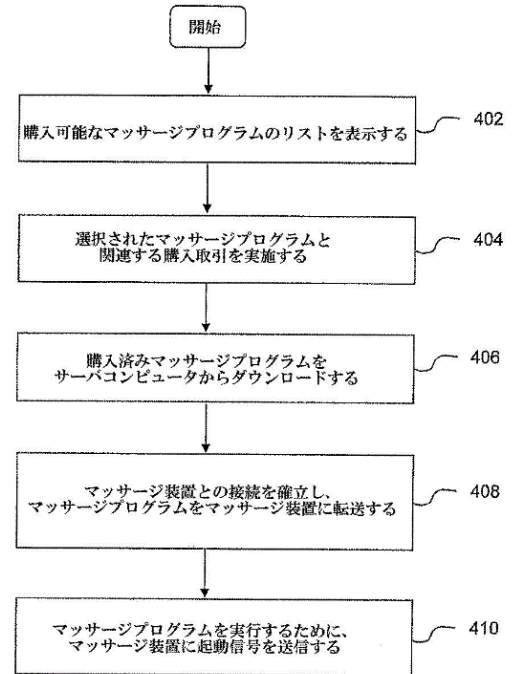 開始
購入可能なマッサージプログラムのリストを表示する
402
選択されたマッサージプログラムと
関連する購入取引を実施する
404
購入済みマッサージプログラムを
サーバコンピュータからダウンロードする
406
マッサージ装置との接続を確立し、
マッサージプログラムをマッサージ装置に転送する
408
マッサージプログラムを実行するために、
マッサージ装置に起動信号を送信する
410